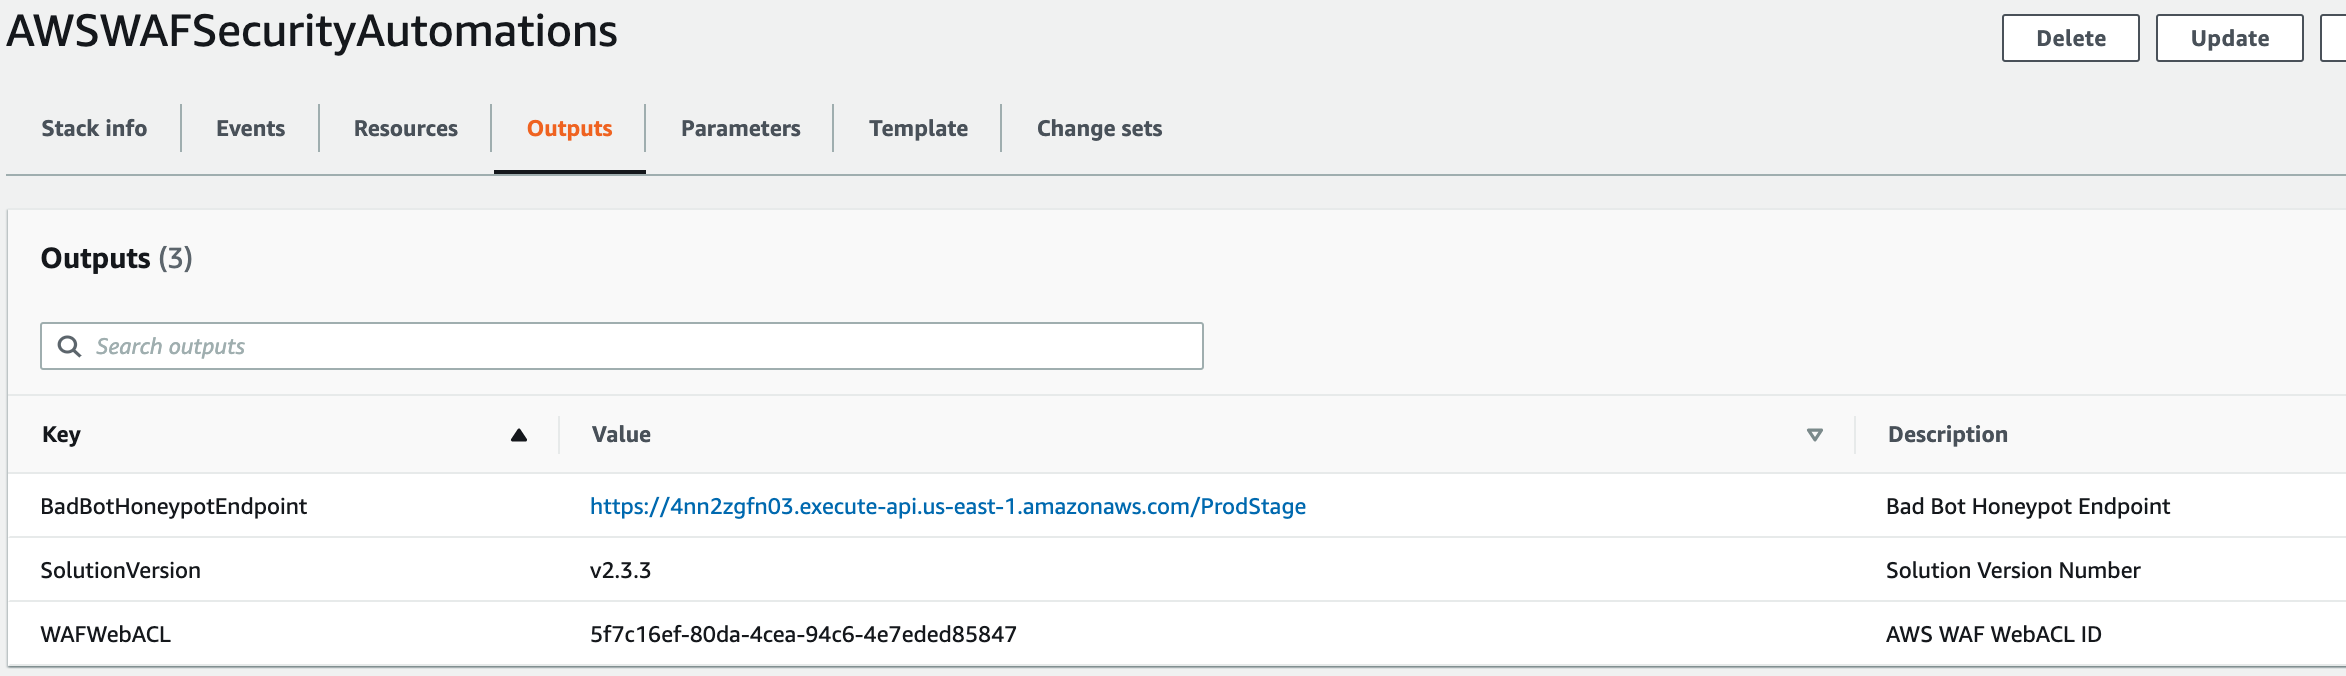 AWSWAFSecurityAutomations
Delete Update
Stack info Events Resources Outputs Parameters Template Change sets
Outputs (3)
Search outputs
Key Value Description
BadBotHoneypotEndpoint https://4nn2zgfn03.execute-api.us-east-1.amazonaws.com/ProdStage Bad Bot Honeypot Endpoint
SolutionVersion v2.3.3 Solution Version Number
WAFWebACL 5f7c16ef-80da-4cea-94c6-4e7eded85847 AWS WAF WebACL ID